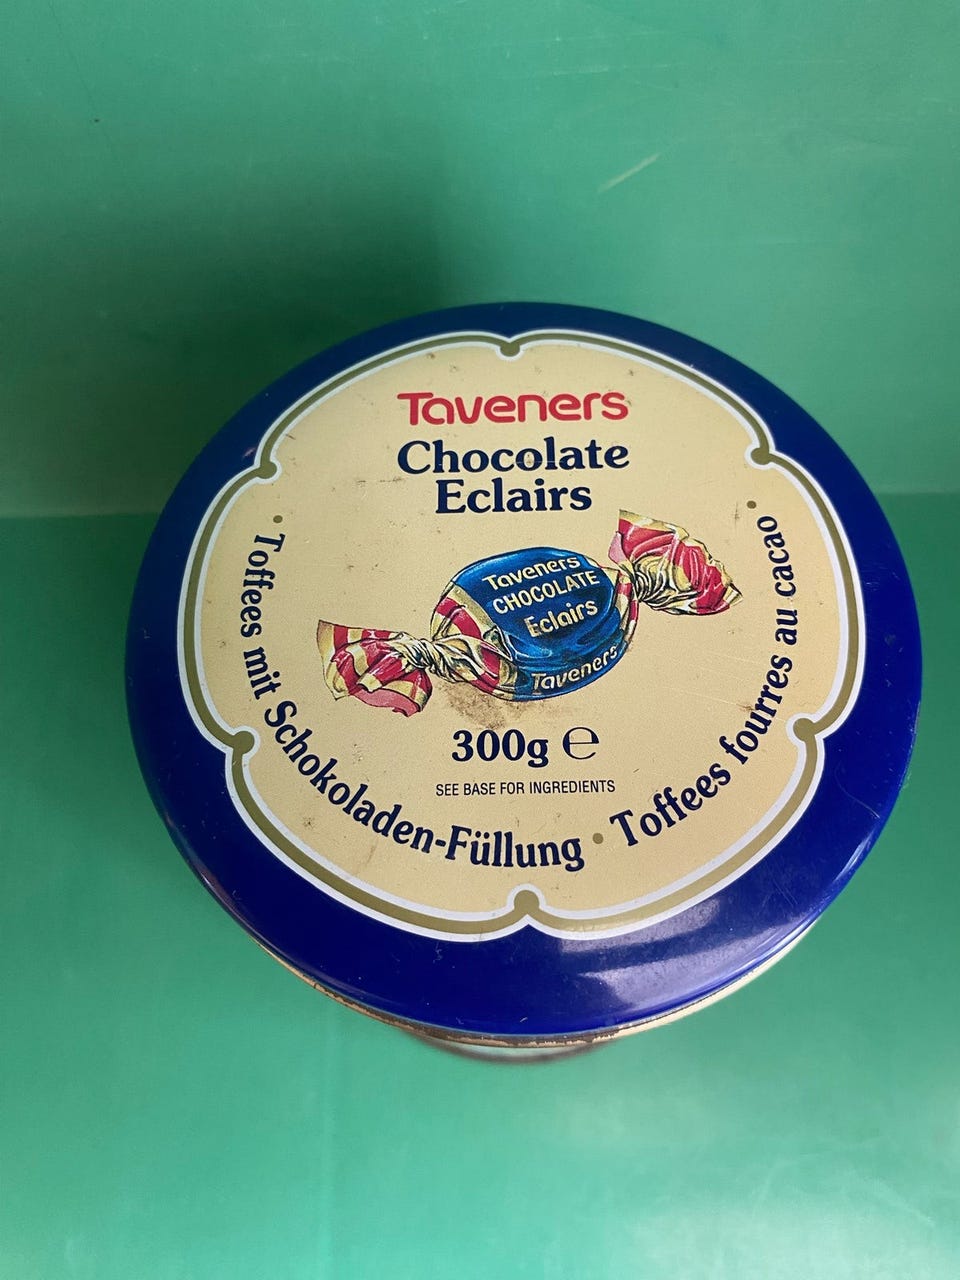 Taveners
Chocolate
Eclairs
Taveners
CHOCOLATE
Eclairs
Taveners
300g ℮
SEE BASE FOR INGREDIENTS
• Toffees mit Schokoladen-Füllung • Toffees fourres au cacao •